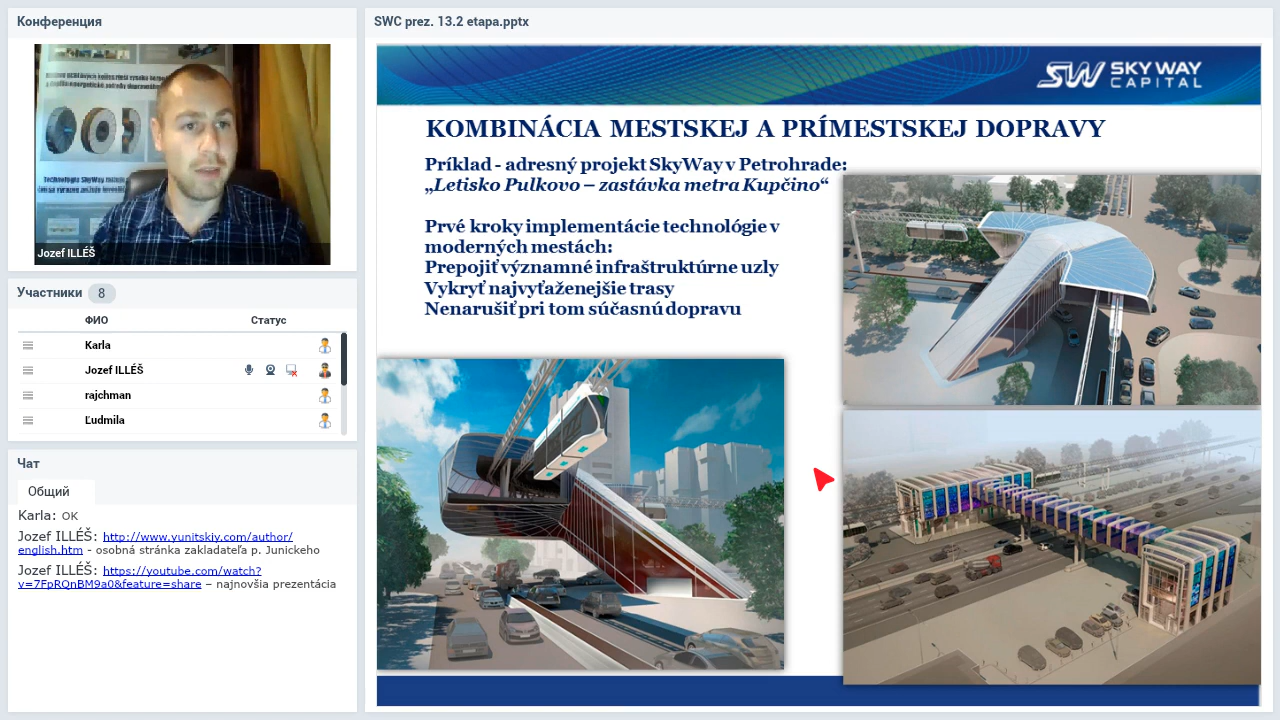 Конференция
Jozef ILLÉŠ
Участники 8
ФИО Статус
Karla
Jozef ILLÉŠ
rajchman
Ľudmila
Чат
Общий
Karla: OK
Jozef ILLÉŠ: http://www.yunitskiy.com/author/
english.htm - osobná stránka zakladateľa p. Junického
Jozef ILLÉŠ: https://youtube.com/watch?
v=7FpRQnBM9a0&feature=share – najnovšia prezentácia
SWC prez. 13.2 etapa.pptx
SW SKY WAY
CAPITAL
KOMBINÁCIA MESTSKEJ A PRÍMESTSKEJ DOPRAVY
Príklad - adresný projekt SkyWay v Petrohrade:
„Letisko Pulkovo – zastávka metra Kupčino“
Prvé kroky implementácie technológie v
moderných mestách:
Prepojiť významné infraštruktúrne uzly
Vykryť najvyťaženejšie trasy
Nenarušiť pri tom súčasnú dopravu